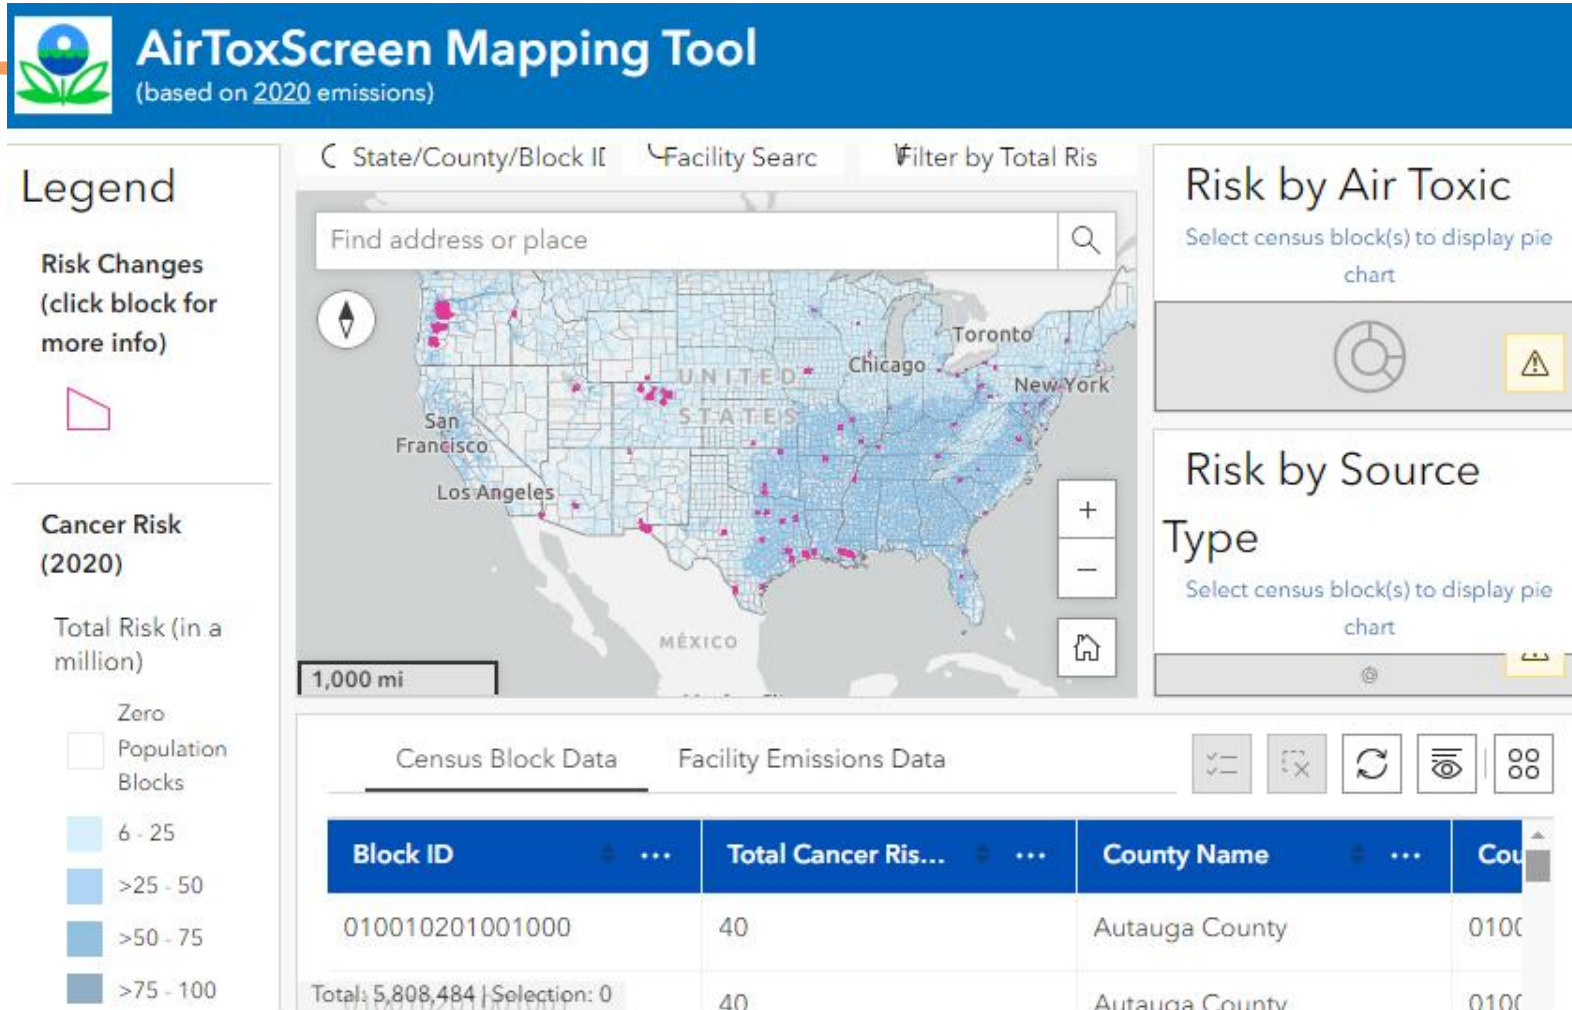 AirToxScreen Mapping Tool
(based on 2020 emissions)
Legend
Risk Changes
(click block for
more info)
Cancer Risk
(2020)
Total Risk (in a
million)
Zero
Population
Blocks
6 - 25
>25 - 50
>50 - 75
>75 - 100
State/County/Block ID
Facility Searc
Filter by Total Ris
Find address or place
Toronto
Chicago
New York
UNITED
STATES
San
Francisco
Los Angeles
MÉXICO
1,000 mi
Risk by Air Toxic
Select census block(s) to display pie
chart
Risk by Source
Type
Select census block(s) to display pie
chart
Census Block Data
Facility Emissions Data
Block ID
Total Cancer Ris...
County Name
Cou
010010201001000
40
Autauga County
0100
Total: 5,808,484 | Selection: 0
40
Autauga County
0100